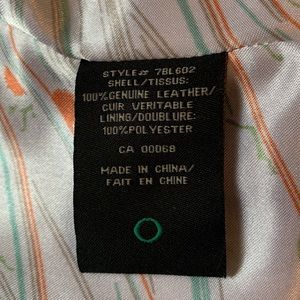 STYLE# 7BL602
SHELL/TISSUS:
100%GENUINE LEATHER/
CUIR VERITABLE
LINING/DOUBLURE:
100%POLYESTER
CA 00068
MADE IN CHINA/
FAIT EN CHINE